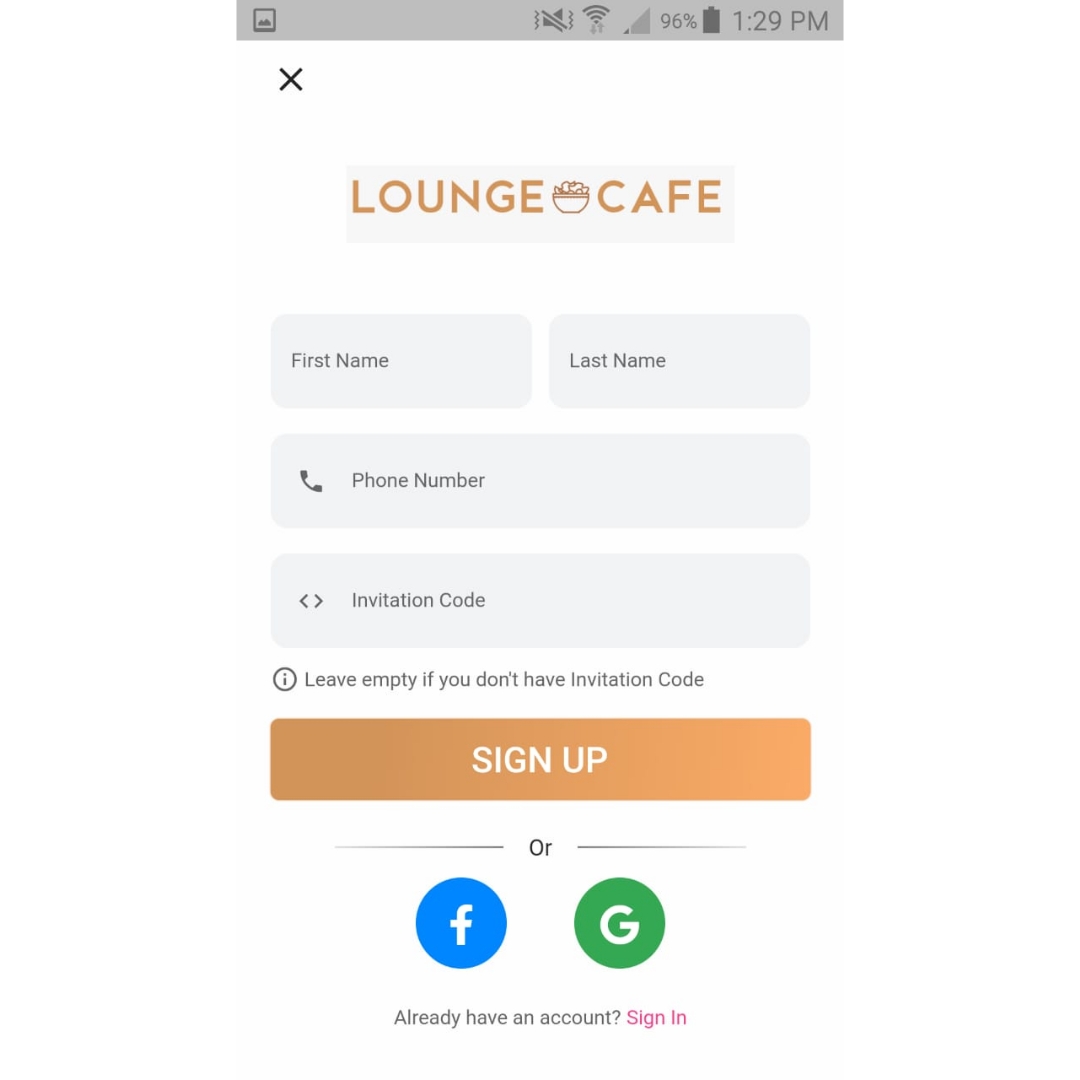 96% 1:29 PM
LOUNGE CAFE
First Name
Last Name
Phone Number
Invitation Code
Leave empty if you don't have Invitation Code
SIGN UP
Or
f
G
Already have an account? Sign In